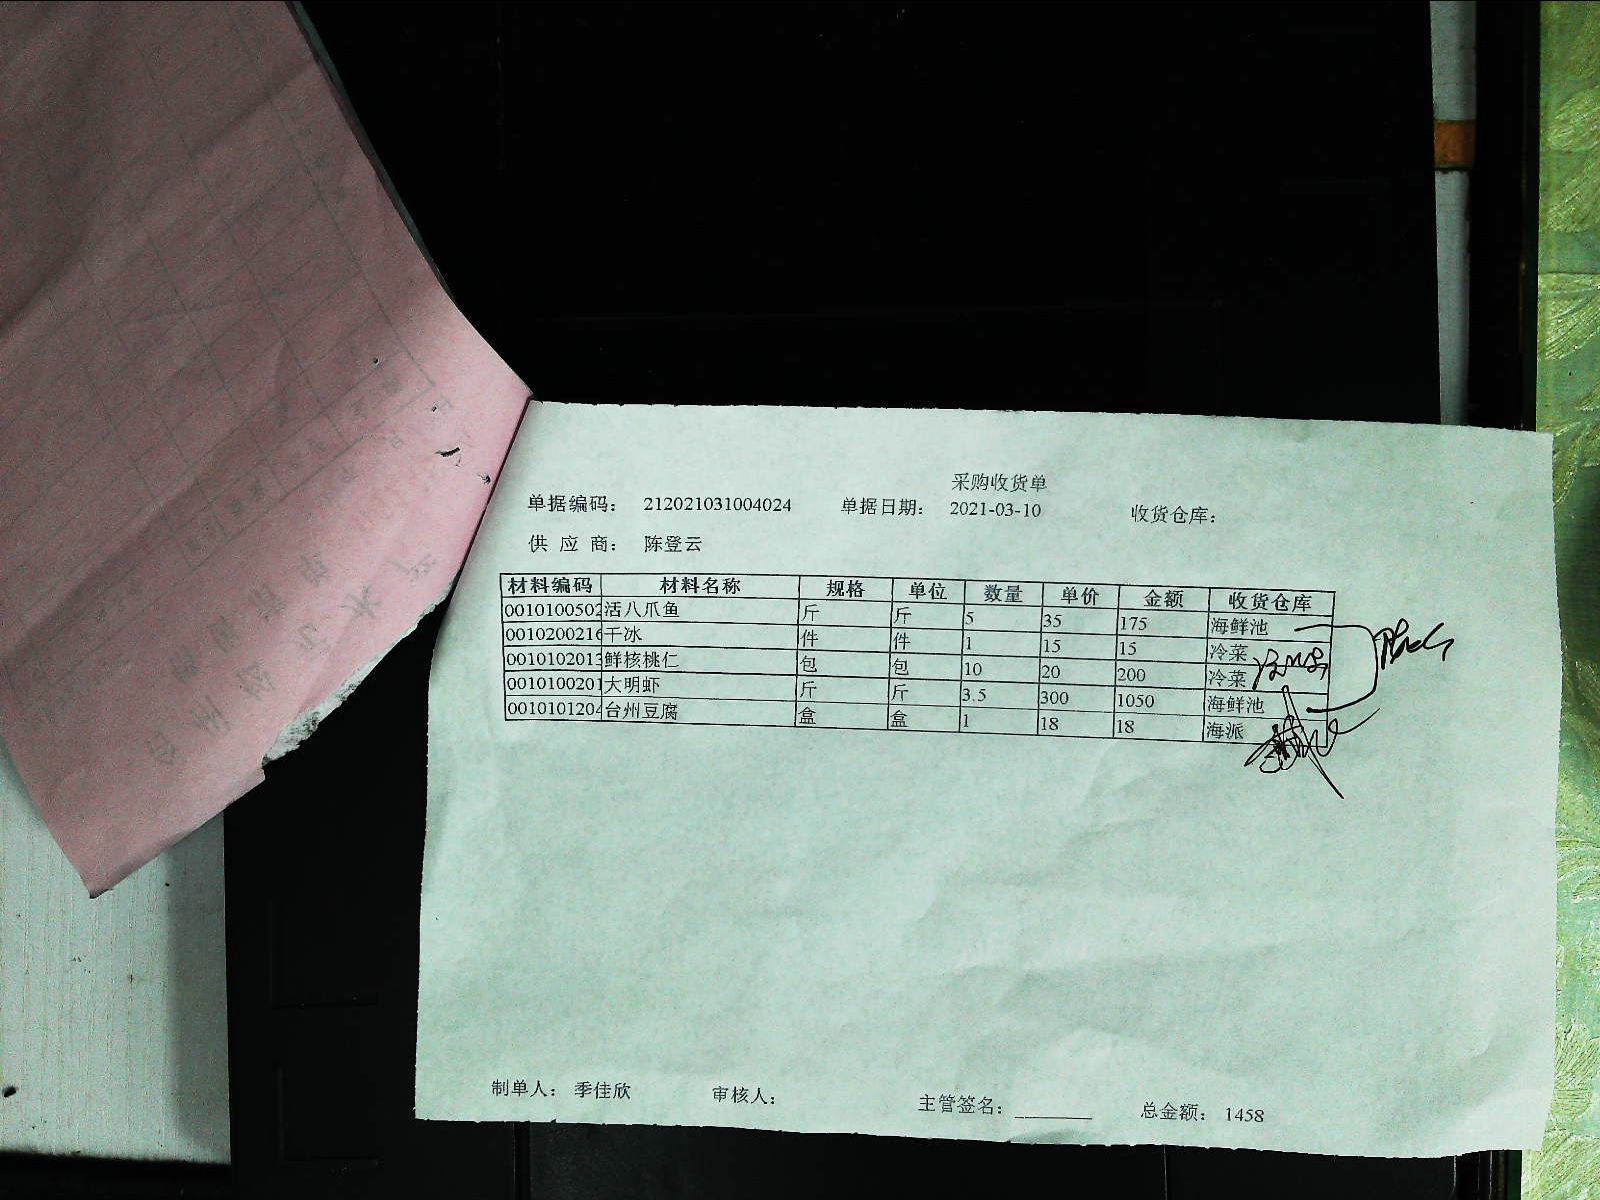 采购收货单
单据编码： 212021031004024 单据日期： 2021-03-10 收货仓库：
供 应 商： 陈登云
材料编码 材料名称 规格 单位 数量 单价 金额 收货仓库
0010100502 活八爪鱼 斤 斤 5 35 175 海鲜池
0010200216 干冰 件 件 1 15 15 冷菜
0010102013 鲜核桃仁 包 包 10 20 200 冷菜
0010100201 大明虾 斤 斤 3.5 300 1050 海鲜池
0010101204 台州豆腐 盒 盒 1 18 18 海派
制单人： 季佳欣 审核人： 主管签名： 总金额： 1458